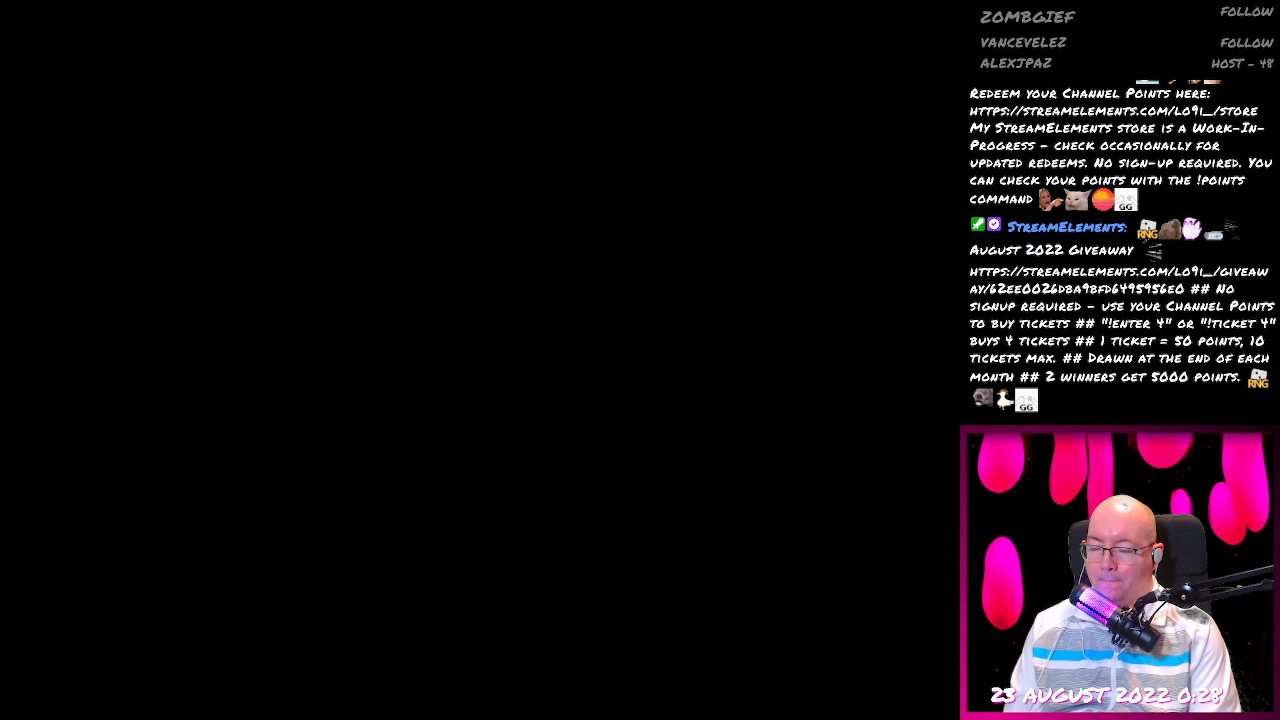 ZOMBGIEF FOLLOW
VANCEVELEZ FOLLOW
ALEXJPAZ HOST - 48
REDEEM YOUR CHANNEL POINTS HERE:
HTTPS://STREAMELEMENTS.COM/LO9I_/STORE
MY STREAMELEMENTS STORE IS A WORK-IN-
PROGRESS - CHECK OCCASIONALLY FOR
UPDATED REDEEMS. NO SIGN-UP REQUIRED. YOU
CAN CHECK YOUR POINTS WITH THE !POINTS
COMMAND GG
STREAMELEMENTS: RNG
AUGUST 2022 GIVEAWAY
HTTPS://STREAMELEMENTS.COM/LO9I_/GIVEAW
AY/62EE0026DBA9BFD6495956E0 ## NO
SIGNUP REQUIRED - USE YOUR CHANNEL POINTS
TO BUY TICKETS ## "!ENTER 4" OR "!TICKET 4"
BUYS 4 TICKETS ## 1 TICKET = 50 POINTS, 10
TICKETS MAX. ## DRAWN AT THE END OF EACH
MONTH ## 2 WINNERS GET 5000 POINTS. RNG
GG
23 AUGUST 2022 0:28